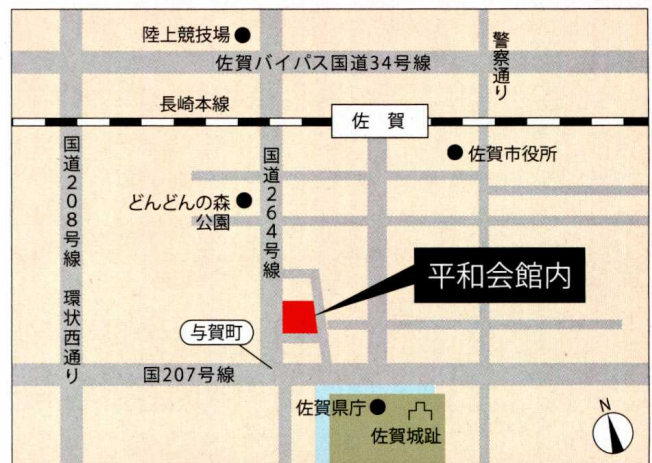 陸上競技場
警察通り
佐賀バイパス国道34号線
長崎本線
佐 賀
国道208号線 環状西通り
国道264号線
佐賀市役所
どんどんの森
公園
平和会館内
与賀町
国207号線
佐賀県庁
佐賀城趾
N